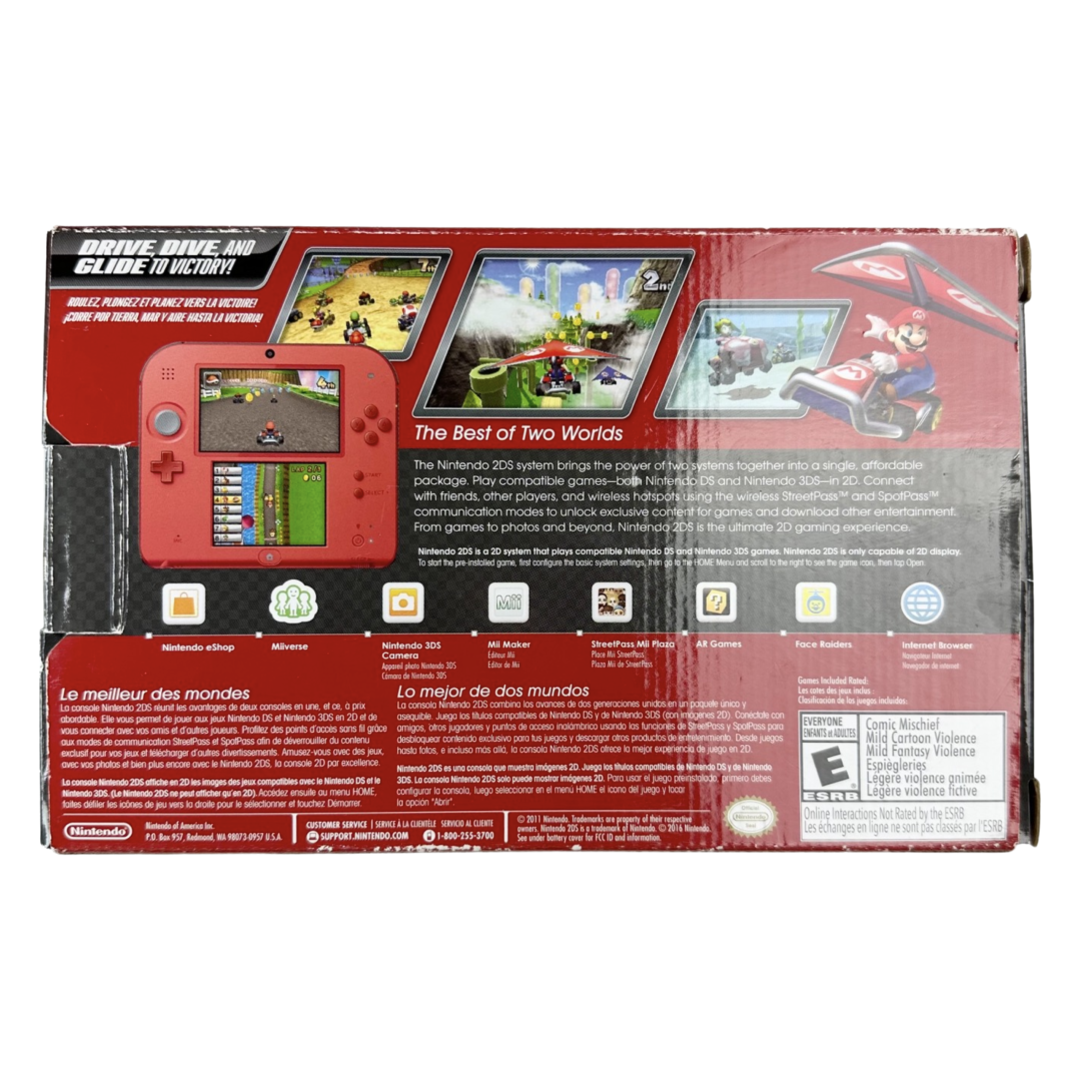 DRIVE, DIVE, AND
GLIDE TO VICTORY!
ROULEZ, PLONGEZ ET PLANEZ VERS LA VICTOIRE!
¡CORRE POR TIERRA, MAR Y AIRE HASTA LA VICTORIA!
7th
2nd
4th
LAP 2/3
06
START
SELECT
M
The Best of Two Worlds
The Nintendo 2DS system brings the power of two systems together into a single, affordable
package. Play compatible games—both Nintendo DS and Nintendo 3DS—in 2D. Connect
with friends, other players, and wireless hotspots using the wireless StreetPass™ and SpotPass™
communication modes to unlock exclusive content for games and download other entertainment.
From games to photos and beyond, Nintendo 2DS is the ultimate 2D gaming experience.
Nintendo 2DS is a 2D system that plays compatible Nintendo DS and Nintendo 3DS games. Nintendo 2DS is only capable of 2D display.
To start the pre-installed game, first configure the basic system settings, then go to the HOME Menu and scroll to the right to see the game icon, then tap Open.
Mii
Nintendo eShop
Miiverse
Nintendo 3DS
Camera
Appareil photo Nintendo 3DS
Cámara de Nintendo 3DS
Mii Maker
Éditeur Mii
Editor de Mii
StreetPass Mii Plaza
Place Mii StreetPass
Plaza Mii de StreetPass
AR Games
Face Raiders
Internet Browser
Navigateur Internet
Navegador de internet
Le meilleur des mondes
La console Nintendo 2DS réunit les avantages de deux consoles en une, et ce, à prix
abordable. Elle vous permet de jouer aux jeux Nintendo DS et Nintendo 3DS en 2D et de
vous connecter avec vos amis et d'autres joueurs. Profitez des points d'accès sans fil grâce
aux modes de communication StreetPass et SpotPass afin de déverrouiller du contenu
exclusif pour vos jeux et télécharger d'autres divertissements. Amusez-vous avec des jeux,
avec vos photos et bien plus encore avec le Nintendo 2DS, la console 2D par excellence.
La console Nintendo 2DS affiche en 2D les images des jeux compatibles avec le Nintendo DS et le
Nintendo 3DS. (Le Nintendo 2DS ne peut afficher qu'en 2D). Accédez ensuite au menu HOME,
faites défiler les icônes de jeu vers la droite pour le sélectionner et touchez Démarrer.
Lo mejor de dos mundos
La consola Nintendo 2DS combina los avances de dos generaciones unidos en un paquete único y
asequible. Juega los títulos compatibles de Nintendo DS y de Nintendo 3DS (con imágenes 2D). Conéctate con
amigos, otros jugadores y puntos de acceso inalámbrico usando las funciones de StreetPass y SpotPass para
desbloquear contenido exclusivo para tus juegos y descargar otros productos de entretenimiento. Desde juegos
hasta fotos, e incluso más allá, la consola Nintendo 2DS ofrece la mejor experiencia de juego en 2D.
Nintendo 2DS es una consola que muestra imágenes 2D. Juega los títulos compatibles de Nintendo DS y de Nintendo
3DS. La consola Nintendo 2DS solo puede mostrar imágenes 2D. Para usar el juego preinstalado, primero debes
configurar la consola, luego seleccionar en el menú HOME el icono del juego y tocar
la opción "Abrir".
Games Included Rated:
Les cotes des jeux inclus :
Clasificación de los juegos incluidos:
EVERYONE
ENFANTS et ADULTES
E
ESRB
Comic Mischief
Mild Cartoon Violence
Mild Fantasy Violence
Espiègleries
Légère violence animée
Légère violence fictive
Online Interactions Not Rated by the ESRB
Les échanges en ligne ne sont pas classés par l'ESRB
Official
Nintendo
Seal
Nintendo
Nintendo of America Inc.
P.O. Box 957, Redmond, WA 98073-0957 U.S.A.
CUSTOMER SERVICE | SERVICE À LA CLIENTÈLE SERVICIO AL CLIENTE
SUPPORT.NINTENDO.COM 1-800-255-3700
© 2011 Nintendo. Trademarks are property of their respective
owners. Nintendo 2DS is a trademark of Nintendo. © 2016 Nintendo.
See under battery cover for FCC ID and information.